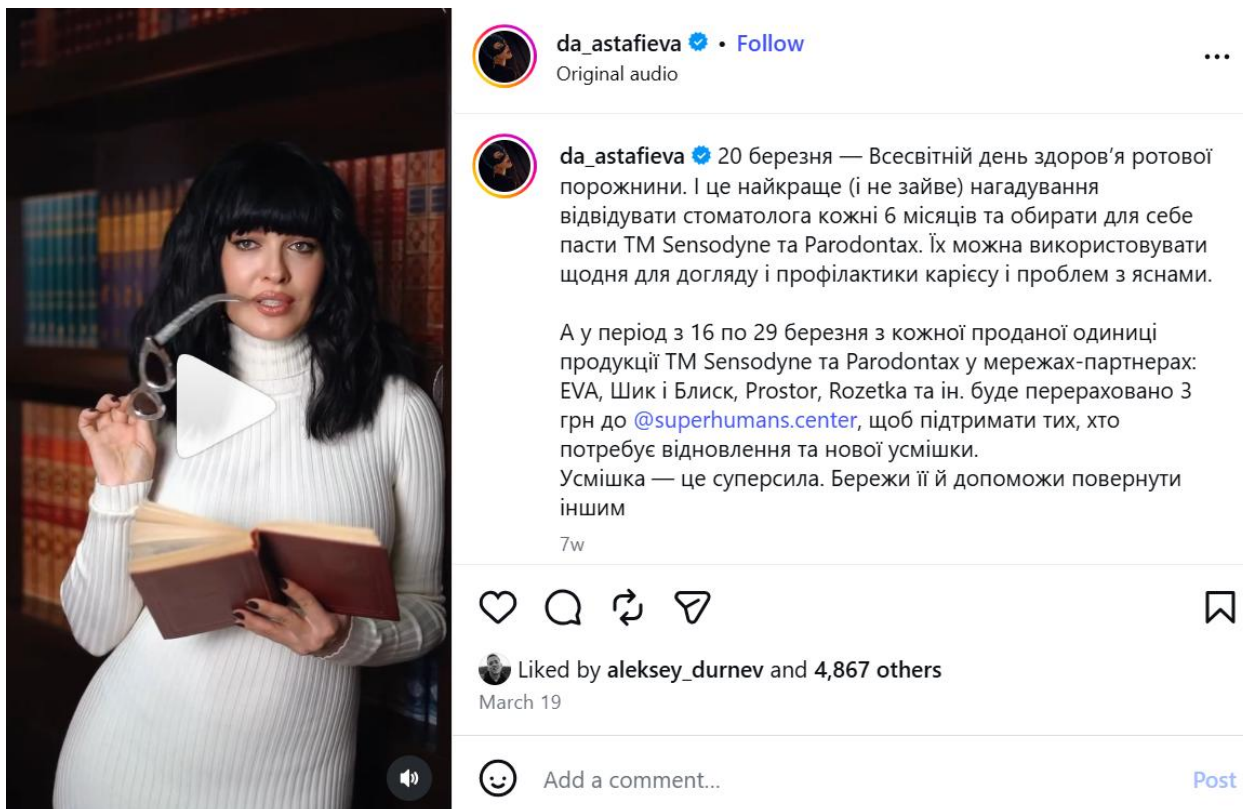 da_astafieva • Follow
Original audio
da_astafieva 20 березня — Всесвітній день здоров’я ротової
порожнини. І це найкраще (і не зайве) нагадування
відвідувати стоматолога кожні 6 місяців та обирати для себе
пасти ТМ Sensodyne та Parodontax. Їх можна використовувати
щодня для догляду і профілактики карієсу і проблем з яснами.
А у період з 16 по 29 березня з кожної проданої одиниці
продукції ТМ Sensodyne та Parodontax у мережах-партнерах:
EVA, Шик і Блиск, Prostor, Rozetka та ін. буде перераховано 3
грн до @superhumans.center, щоб підтримати тих, хто
потребує відновлення та нової усмішки.
Усмішка — це суперсила. Бережи її й допоможи повернути
іншим
7w
Liked by aleksey_durnev and 4,867 others
March 19
Add a comment...
Post